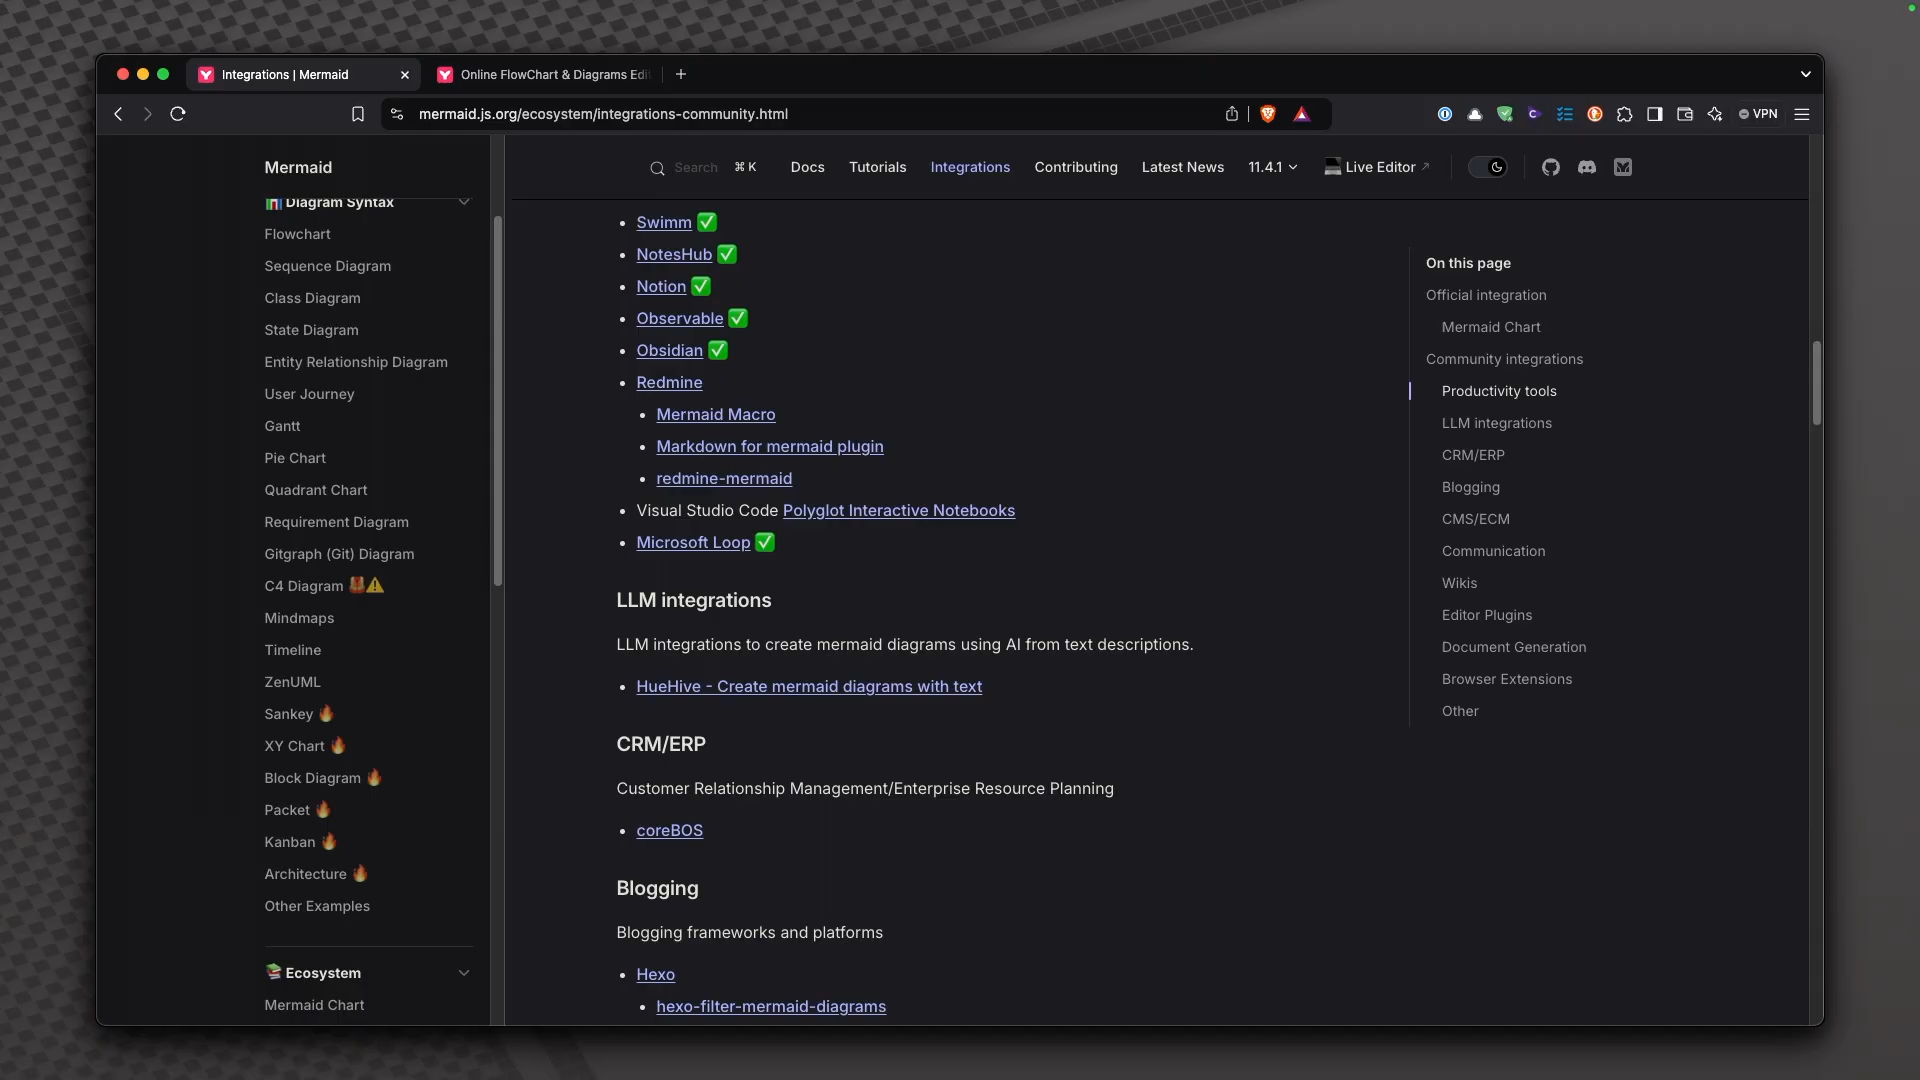 Integrations | Mermaid
Online FlowChart & Diagrams Edi
mermaid.js.org/ecosystem/integrations-community.html
VPN
Mermaid
Search ⌘ K
Docs
Tutorials
Integrations
Contributing
Latest News
11.4.1
Live Editor
Diagram Syntax
Flowchart
Sequence Diagram
Class Diagram
State Diagram
Entity Relationship Diagram
User Journey
Gantt
Pie Chart
Quadrant Chart
Requirement Diagram
Gitgraph (Git) Diagram
C4 Diagram 🦺⚠️
Mindmaps
Timeline
ZenUML
Sankey 🔥
XY Chart 🔥
Block Diagram 🔥
Packet 🔥
Kanban 🔥
Architecture 🔥
Other Examples
📚 Ecosystem
Mermaid Chart
• Swimm ✅
• NotesHub ✅
• Notion ✅
• Observable ✅
• Obsidian ✅
• Redmine
• Mermaid Macro
• Markdown for mermaid plugin
• redmine-mermaid
• Visual Studio Code Polyglot Interactive Notebooks
• Microsoft Loop ✅
LLM integrations
LLM integrations to create mermaid diagrams using AI from text descriptions.
• HueHive - Create mermaid diagrams with text
CRM/ERP
Customer Relationship Management/Enterprise Resource Planning
• coreBOS
Blogging
Blogging frameworks and platforms
• Hexo
• hexo-filter-mermaid-diagrams
On this page
Official integration
Mermaid Chart
Community integrations
Productivity tools
LLM integrations
CRM/ERP
Blogging
CMS/ECM
Communication
Wikis
Editor Plugins
Document Generation
Browser Extensions
Other